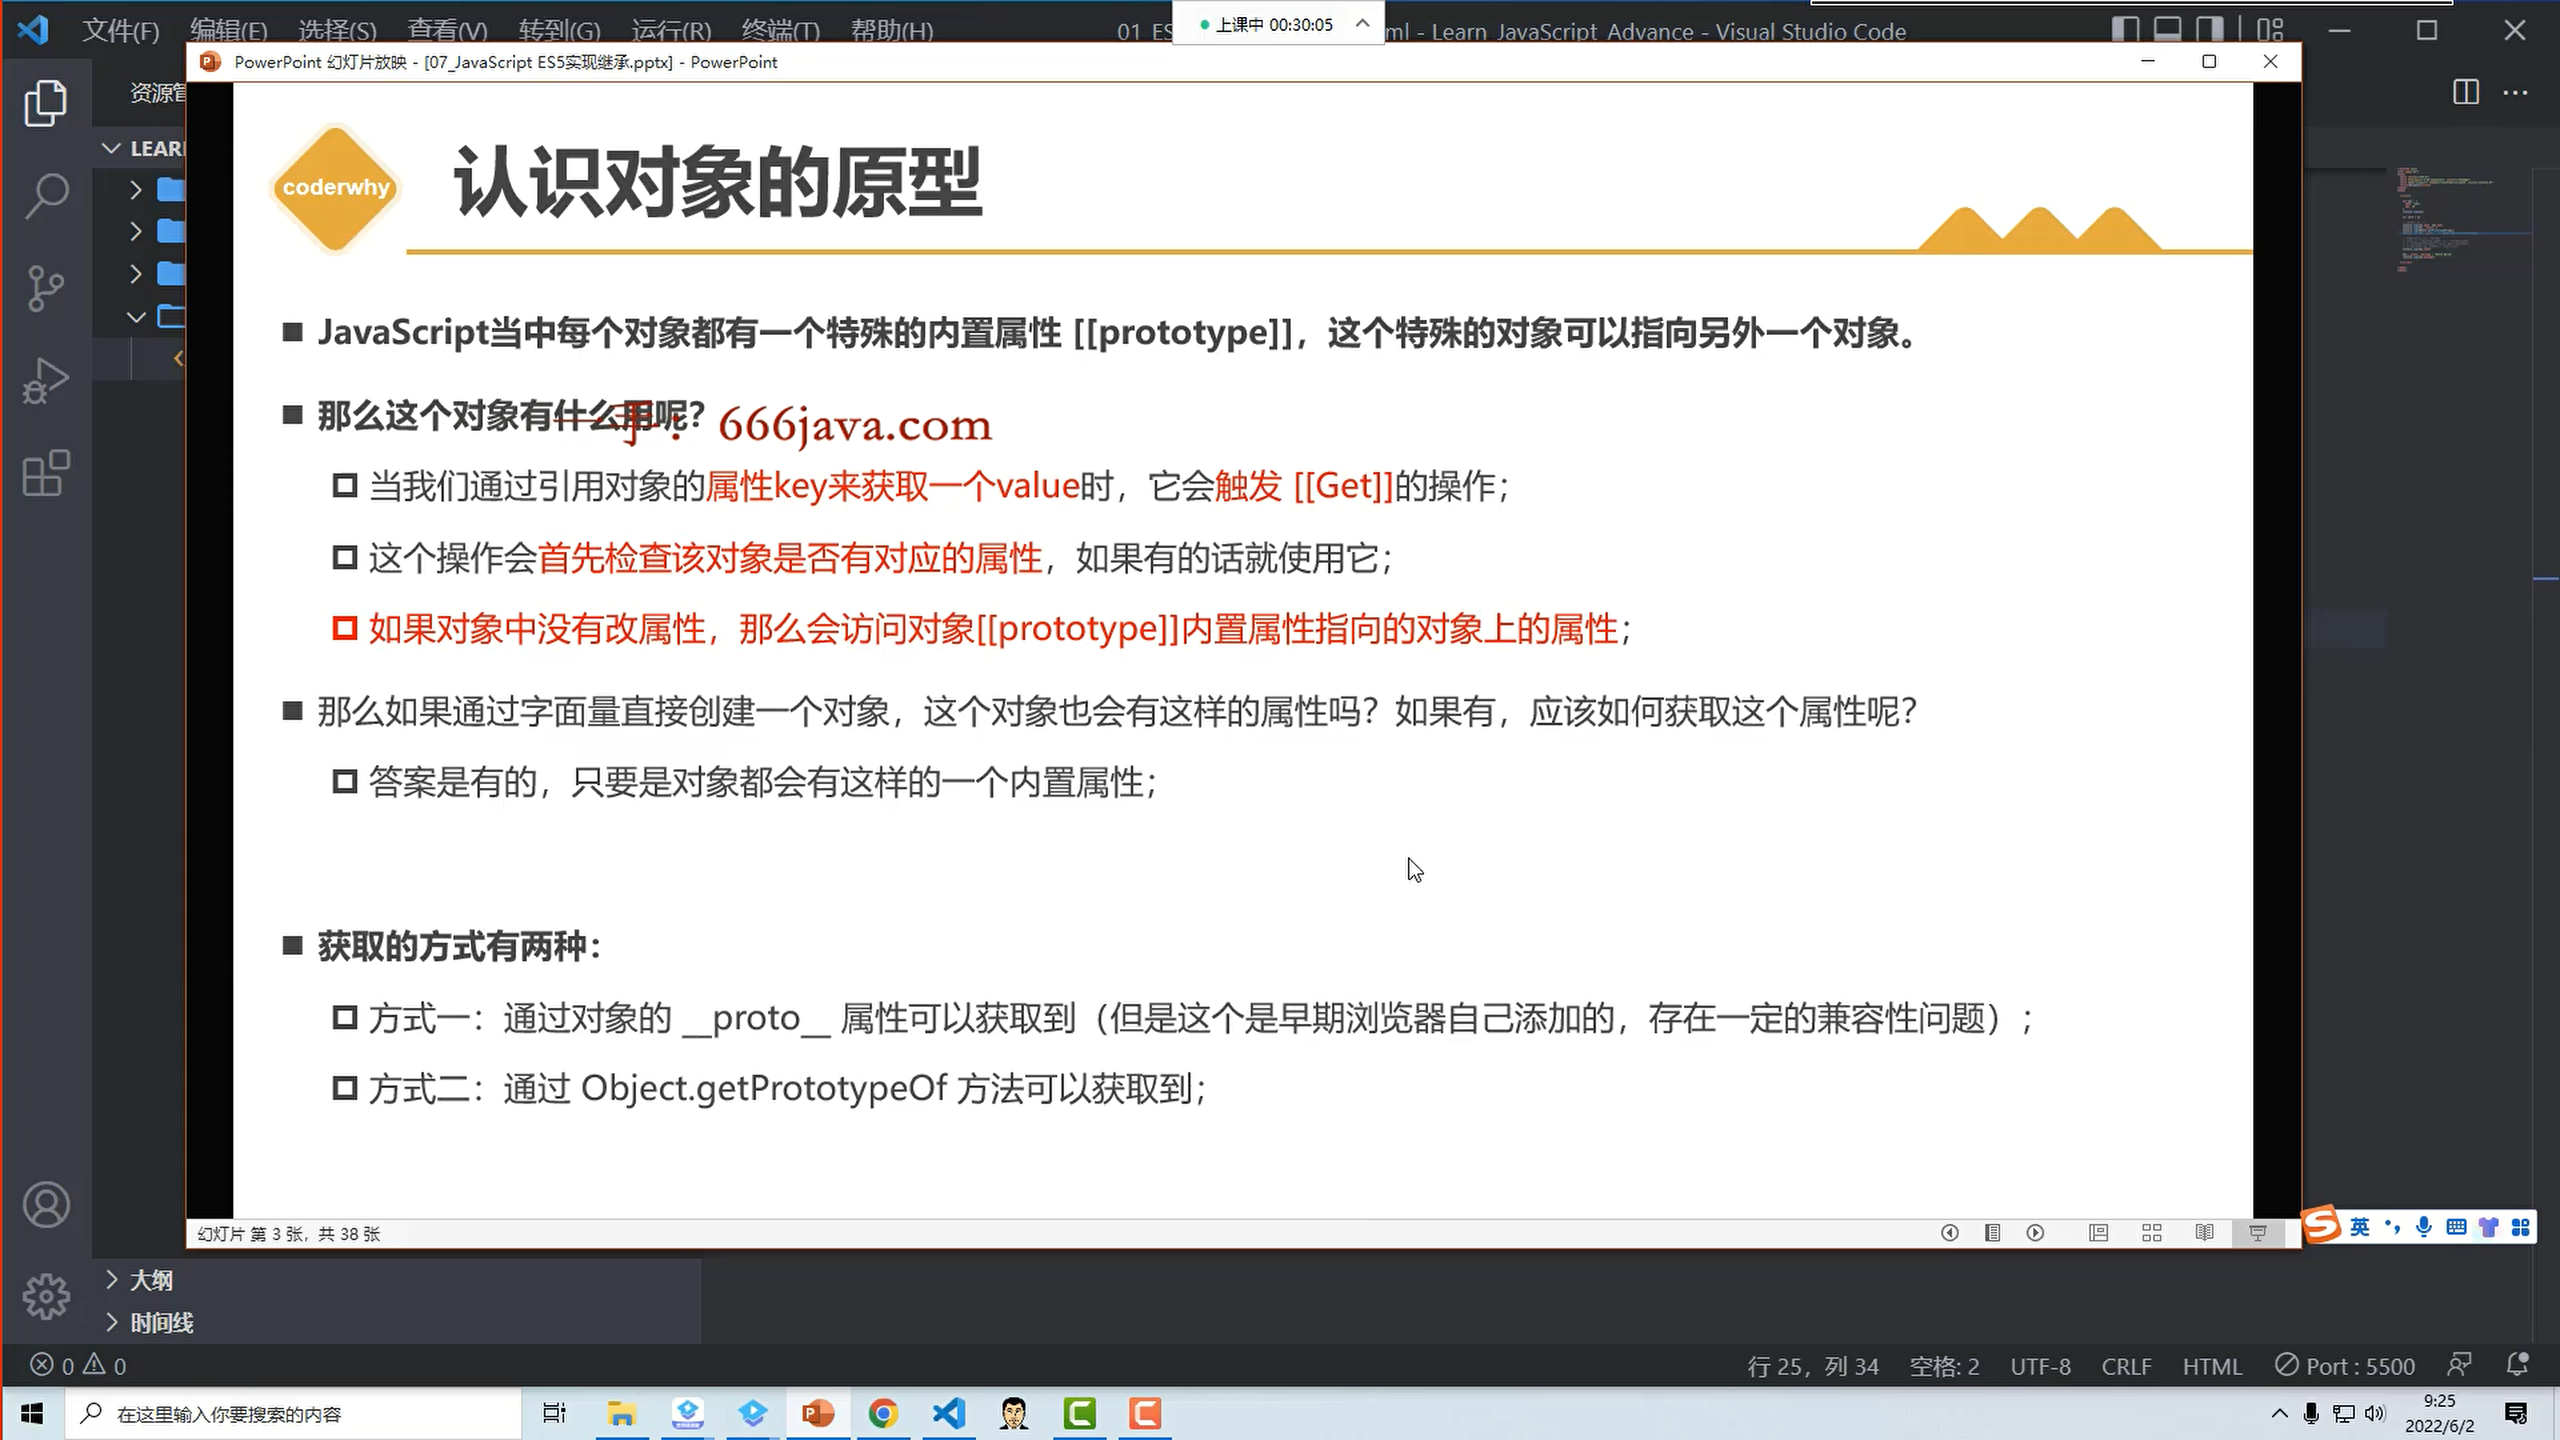 文件(F) 编辑(E) 选择(S) 查看(V) 转到(G) 运行(R) 终端(T) 帮助(H)
01_ES
上课中 00:30:05
ml - Learn_JavaScript_Advance - Visual Studio Code
PowerPoint 幻灯片放映 - [07_JavaScript ES5实现继承.pptx] - PowerPoint
资源管
LEAR
coderwhy
认识对象的原型
JavaScript当中每个对象都有一个特殊的内置属性 [[prototype]]，这个特殊的对象可以指向另外一个对象。
那么这个对象有什么用呢？
一手：666java.com
当我们通过引用对象的属性key来获取一个value时，它会触发 [[Get]]的操作；
这个操作会首先检查该对象是否有对应的属性，如果有的话就使用它；
如果对象中没有改属性，那么会访问对象[[prototype]]内置属性指向的对象上的属性；
那么如果通过字面量直接创建一个对象，这个对象也会有这样的属性吗？如果有，应该如何获取这个属性呢？
答案是有的，只要是对象都会有这样的一个内置属性；
获取的方式有两种：
方式一：通过对象的 __proto__ 属性可以获取到（但是这个是早期浏览器自己添加的，存在一定的兼容性问题）；
方式二：通过 Object.getPrototypeOf 方法可以获取到；
幻灯片 第 3 张，共 38 张
英
大纲
时间线
0 0
行 25，列 34 空格: 2 UTF-8 CRLF HTML Port : 5500
在这里输入你要搜索的内容
9:25
2022/6/2